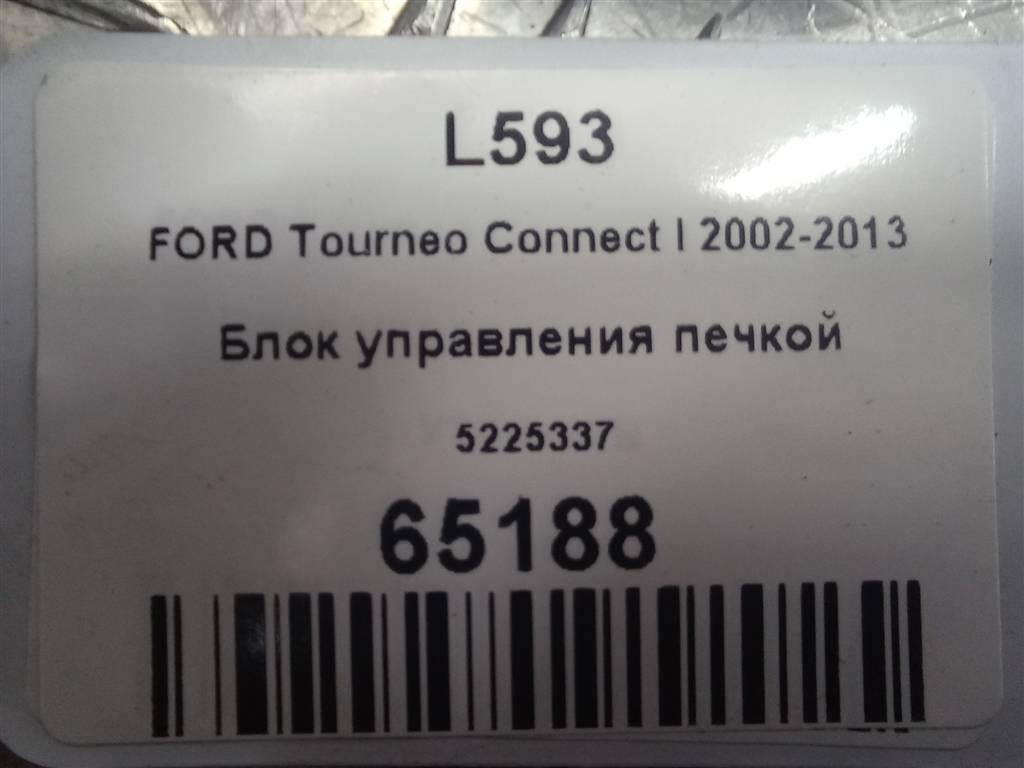 L593
FORD Tourneo Connect I 2002-2013
Блок управления печкой
5225337
65188